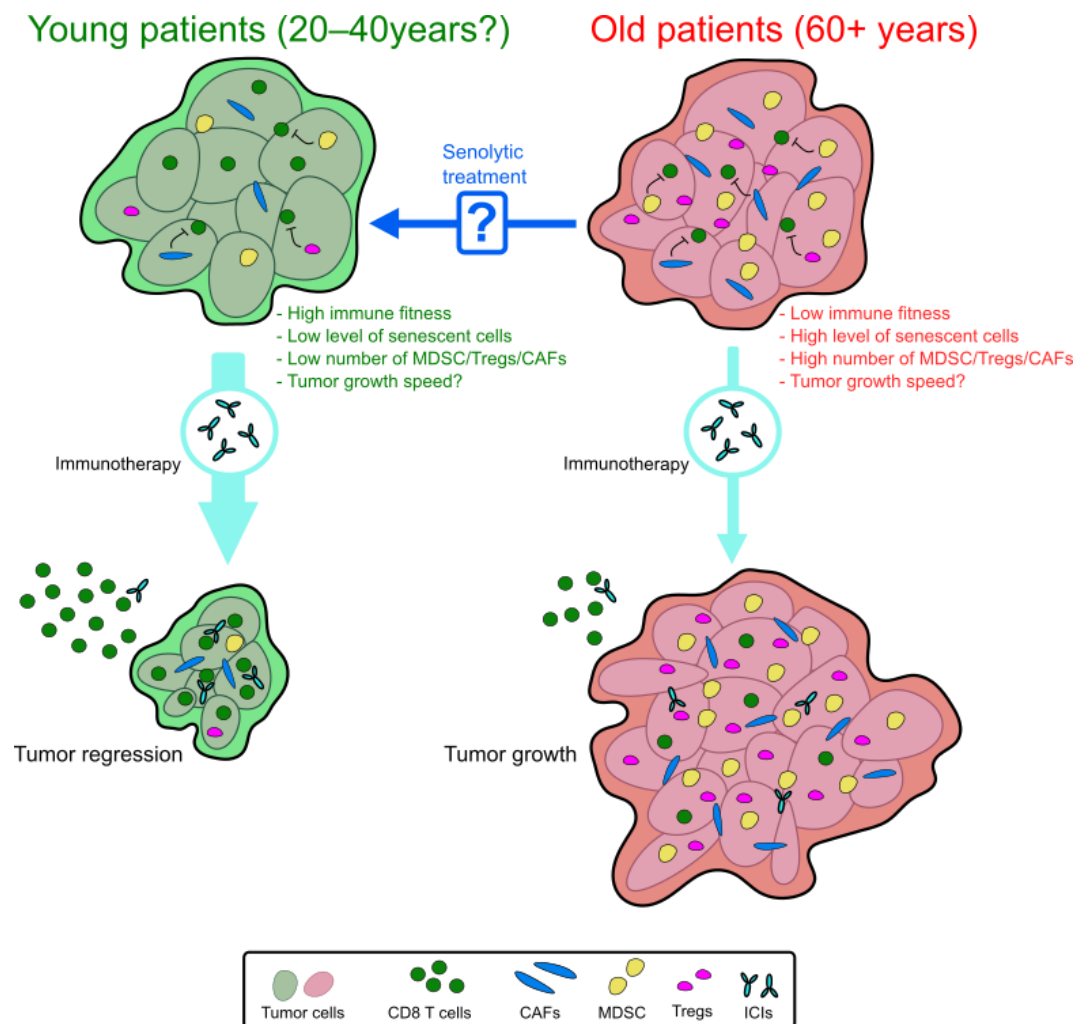 Young patients (20–40years?)
Old patients (60+ years)
Senolytic
treatment
?
- High immune fitness
- Low level of senescent cells
- Low number of MDSC/Tregs/CAFs
- Tumor growth speed?
- Low immune fitness
- High level of senescent cells
- High number of MDSC/Tregs/CAFs
- Tumor growth speed?
Immunotherapy
Immunotherapy
Tumor regression
Tumor growth
Tumor cells
CD8 T cells
CAFs
MDSC
Tregs
ICIs